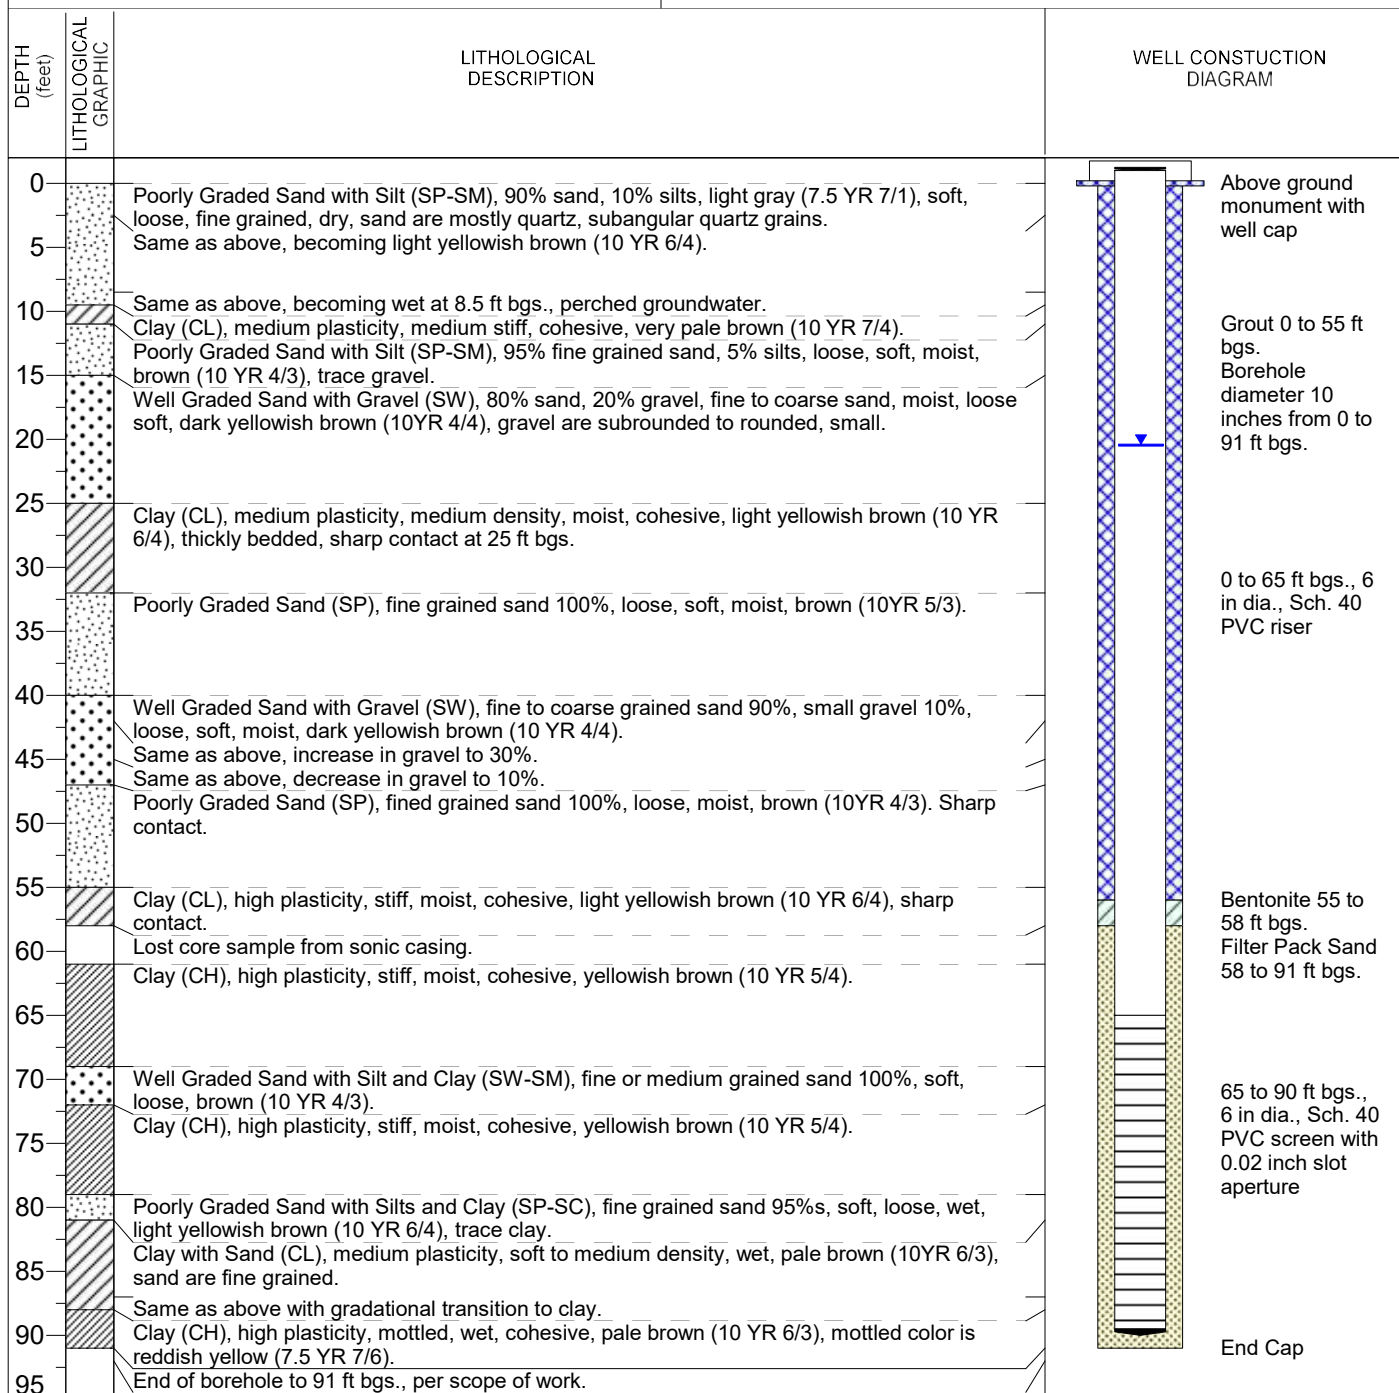 DEPTH
(feet)
LITHOLOGICAL
GRAPHIC
LITHOLOGICAL
DESCRIPTION
WELL CONSTUCTION
DIAGRAM
0
5
10
15
20
25
30
35
40
45
50
55
60
65
70
75
80
85
90
95
Poorly Graded Sand with Silt (SP-SM), 90% sand, 10% silts, light gray (7.5 YR 7/1), soft,
loose, fine grained, dry, sand are mostly quartz, subangular quartz grains.
Same as above, becoming light yellowish brown (10 YR 6/4).
Same as above, becoming wet at 8.5 ft bgs., perched groundwater.
Clay (CL), medium plasticity, medium stiff, cohesive, very pale brown (10 YR 7/4).
Poorly Graded Sand with Silt (SP-SM), 95% fine grained sand, 5% silts, loose, soft, moist,
brown (10 YR 4/3), trace gravel.
Well Graded Sand with Gravel (SW), 80% sand, 20% gravel, fine to coarse sand, moist, loose
soft, dark yellowish brown (10YR 4/4), gravel are subrounded to rounded, small.
Clay (CL), medium plasticity, medium density, moist, cohesive, light yellowish brown (10 YR
6/4), thickly bedded, sharp contact at 25 ft bgs.
Poorly Graded Sand (SP), fine grained sand 100%, loose, soft, moist, brown (10YR 5/3).
Well Graded Sand with Gravel (SW), fine to coarse grained sand 90%, small gravel 10%,
loose, soft, moist, dark yellowish brown (10 YR 4/4).
Same as above, increase in gravel to 30%.
Same as above, decrease in gravel to 10%.
Poorly Graded Sand (SP), fined grained sand 100%, loose, moist, brown (10YR 4/3). Sharp
contact.
Clay (CL), high plasticity, stiff, moist, cohesive, light yellowish brown (10 YR 6/4), sharp
contact.
Lost core sample from sonic casing.
Clay (CH), high plasticity, stiff, moist, cohesive, yellowish brown (10 YR 5/4).
Well Graded Sand with Silt and Clay (SW-SM), fine or medium grained sand 100%, soft,
loose, brown (10 YR 4/3).
Clay (CH), high plasticity, stiff, moist, cohesive, yellowish brown (10 YR 5/4).
Poorly Graded Sand with Silts and Clay (SP-SC), fine grained sand 95%s, soft, loose, wet,
light yellowish brown (10 YR 6/4), trace clay.
Clay with Sand (CL), medium plasticity, soft to medium density, wet, pale brown (10YR 6/3),
sand are fine grained.
Same as above with gradational transition to clay.
Clay (CH), high plasticity, mottled, wet, cohesive, pale brown (10 YR 6/3), mottled color is
reddish yellow (7.5 YR 7/6).
End of borehole to 91 ft bgs., per scope of work.
Above ground
monument with
well cap
Grout 0 to 55 ft
bgs.
Borehole
diameter 10
inches from 0 to
91 ft bgs.
0 to 65 ft bgs., 6
in dia., Sch. 40
PVC riser
Bentonite 55 to
58 ft bgs.
Filter Pack Sand
58 to 91 ft bgs.
65 to 90 ft bgs.,
6 in dia., Sch. 40
PVC screen with
0.02 inch slot
aperture
End Cap